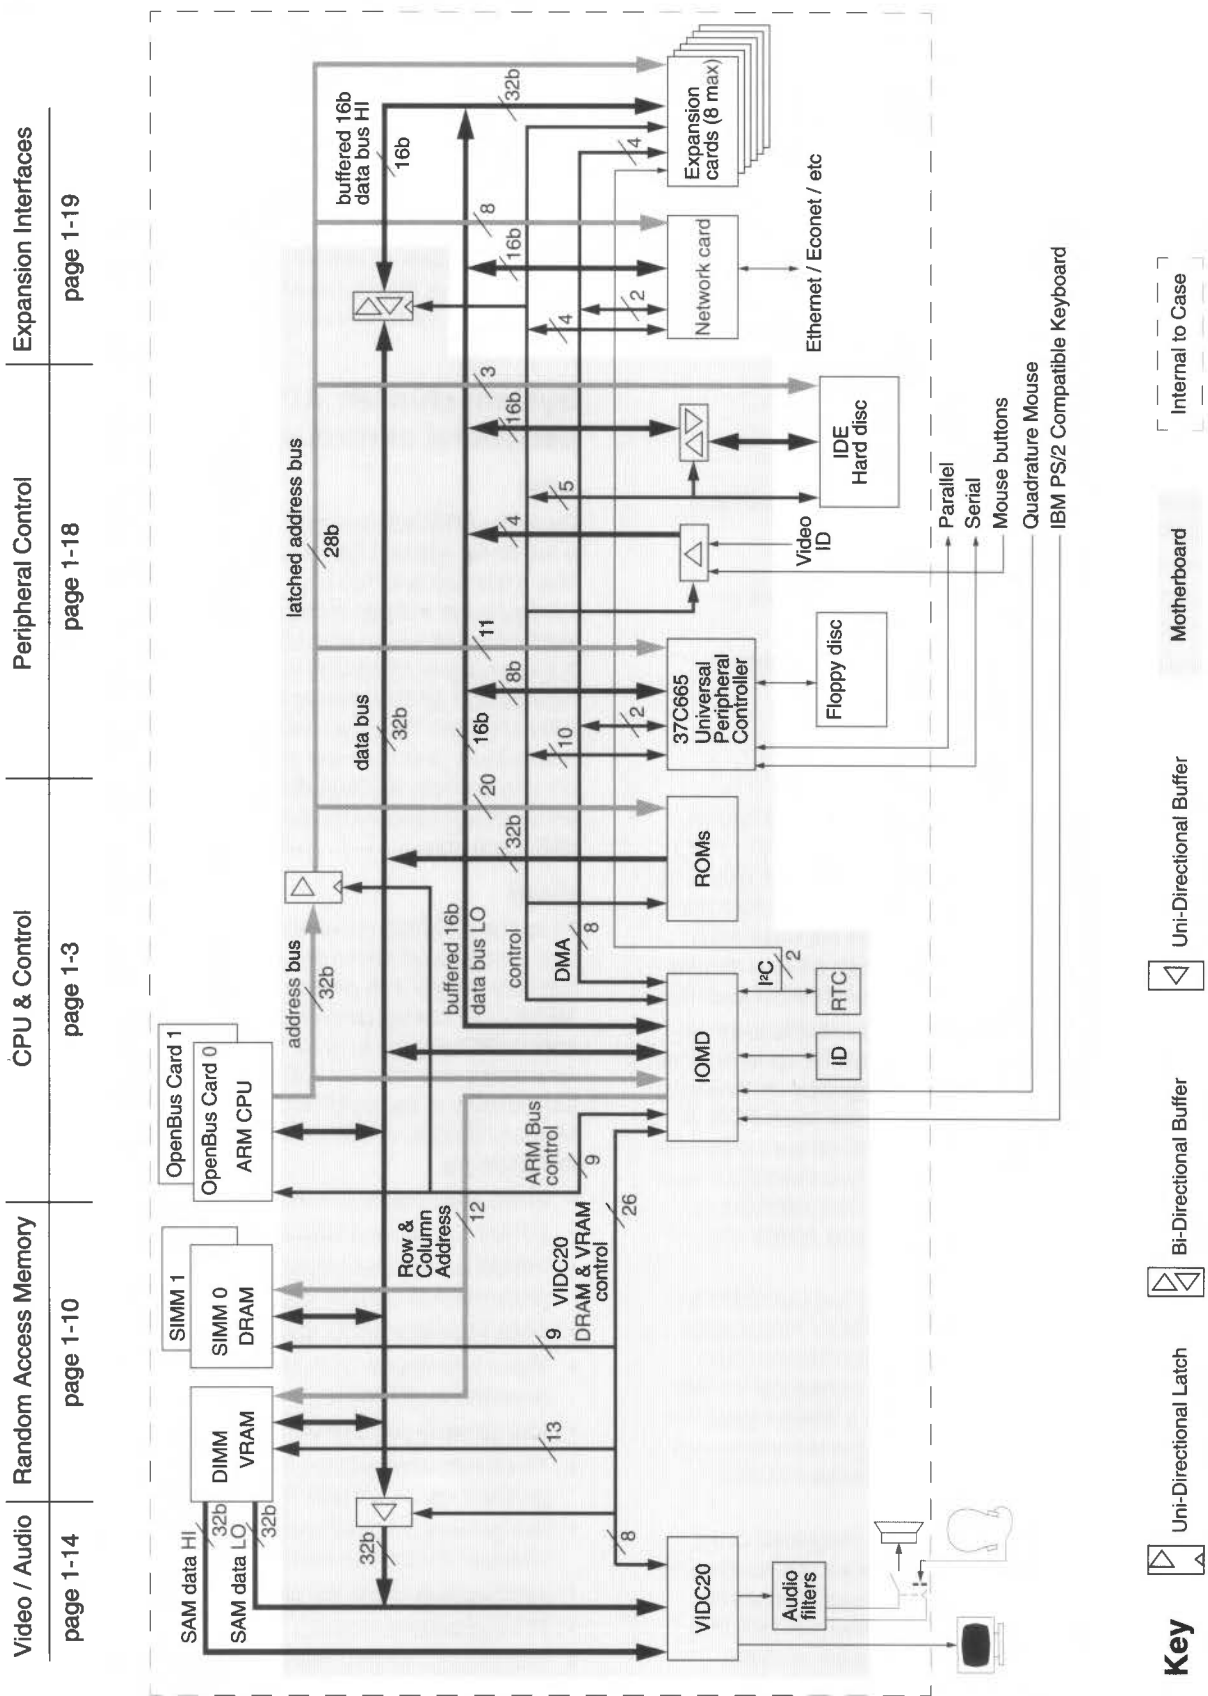 Video / Audio
page 1-14
Random Access Memory
page 1-10
CPU & Control
page 1-3
Peripheral Control
page 1-18
Expansion Interfaces
page 1-19
SAM data HI
32b
SAM data LO
32b
DIMM
VRAM
SIMM 1
SIMM 0
DRAM
OpenBus Card 1
OpenBus Card 0
ARM CPU
address bus
32b
latched address bus
28b
buffered 16b
data bus HI
16b
32b
32b
data bus
32b
Row &
Column
Address
12
buffered 16b
data bus LO
16b
control
ARM Bus
control
9
DMA
8
VIDC20
DRAM & VRAM
control
26
13
9
8
20
32b
11
8b
10
2
4
5
16b
3
4
2
16b
8
4
VIDC20
Audio
filters
IOMD
I²C
2
ID
RTC
ROMs
37C665
Universal
Peripheral
Controller
Floppy disc
Video
ID
IDE
Hard disc
Network card
Expansion
cards (8 max)
Ethernet / Econet / etc
Parallel
Serial
Mouse buttons
Quadrature Mouse
IBM PS/2 Compatible Keyboard
Key
Uni-Directional Latch
Bi-Directional Buffer
Uni-Directional Buffer
Motherboard
Internal to Case